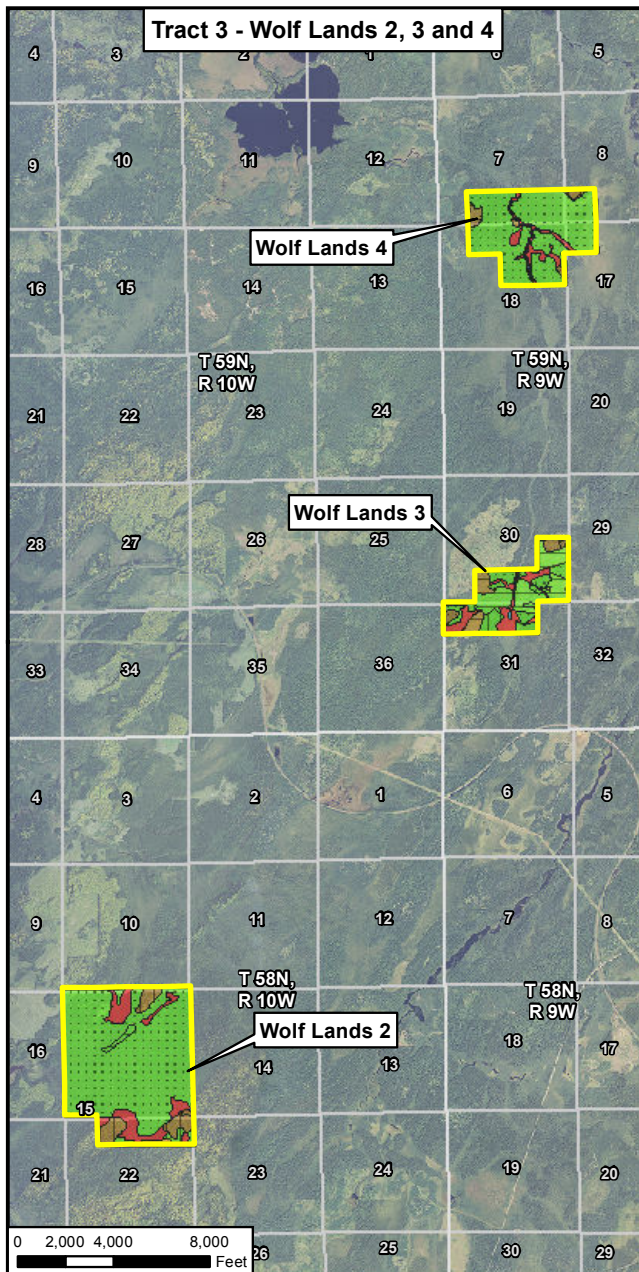 Tract 3 - Wolf Lands 2, 3 and 4
4 3 2 1 6 5
9 10 11 12 7 8
Wolf Lands 4
16 15 14 13 18 17
T 59N,
R 10W
T 59N,
R 9W
21 22 23 24 19 20
Wolf Lands 3
28 27 26 25 30 29
33 34 35 36 31 32
4 3 2 1 6 5
9 10 11 12 7 8
T 58N,
R 10W
T 58N,
R 9W
Wolf Lands 2
16 15 14 13 18 17
21 22 23 24 19 20
0 2,000 4,000 8,000
Feet
26 25 30 29